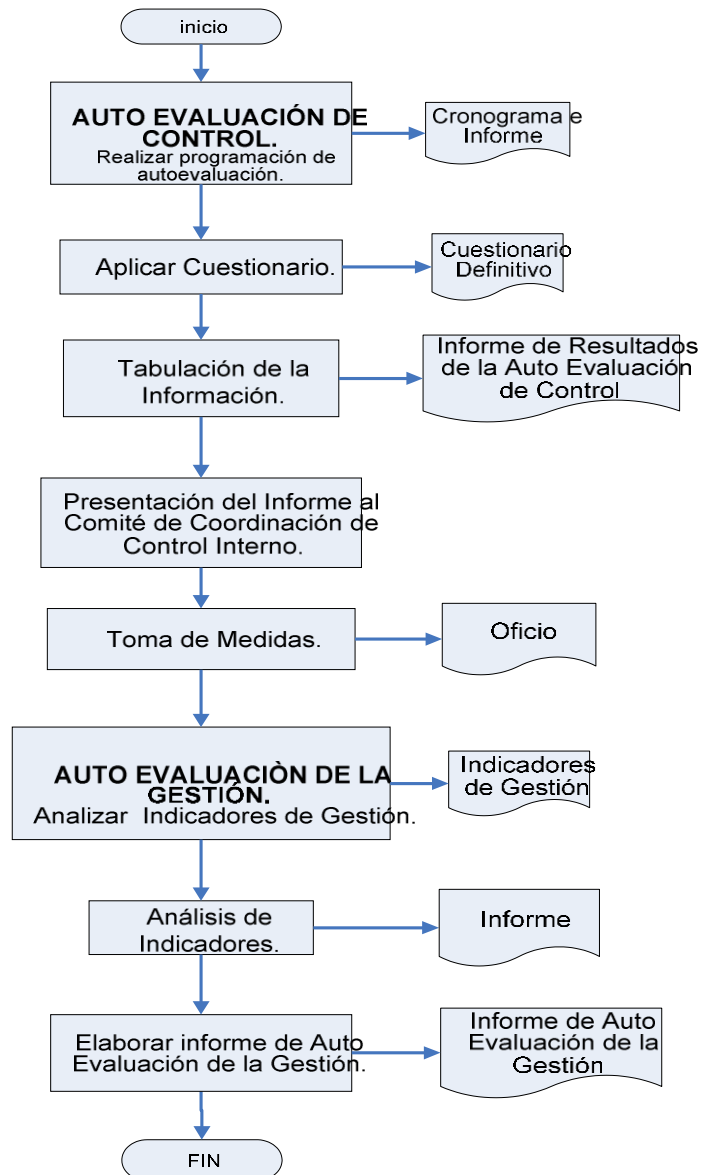 inicio
AUTO EVALUACIÓN DE
CONTROL.
Realizar programación de
autoevaluación.
Cronograma e
Informe
Aplicar Cuestionario.
Cuestionario
Definitivo
Tabulación de la
Información.
Informe de Resultados
de la Auto Evaluación
de Control
Presentación del Informe al
Comité de Coordinación de
Control Interno.
Toma de Medidas.
Oficio
AUTO EVALUACIÒN DE LA
GESTIÓN.
Analizar Indicadores de Gestión.
Indicadores
de Gestión
Análisis de
Indicadores.
Informe
Elaborar informe de Auto
Evaluación de la Gestión.
Informe de Auto
Evaluación de la
Gestión
FIN